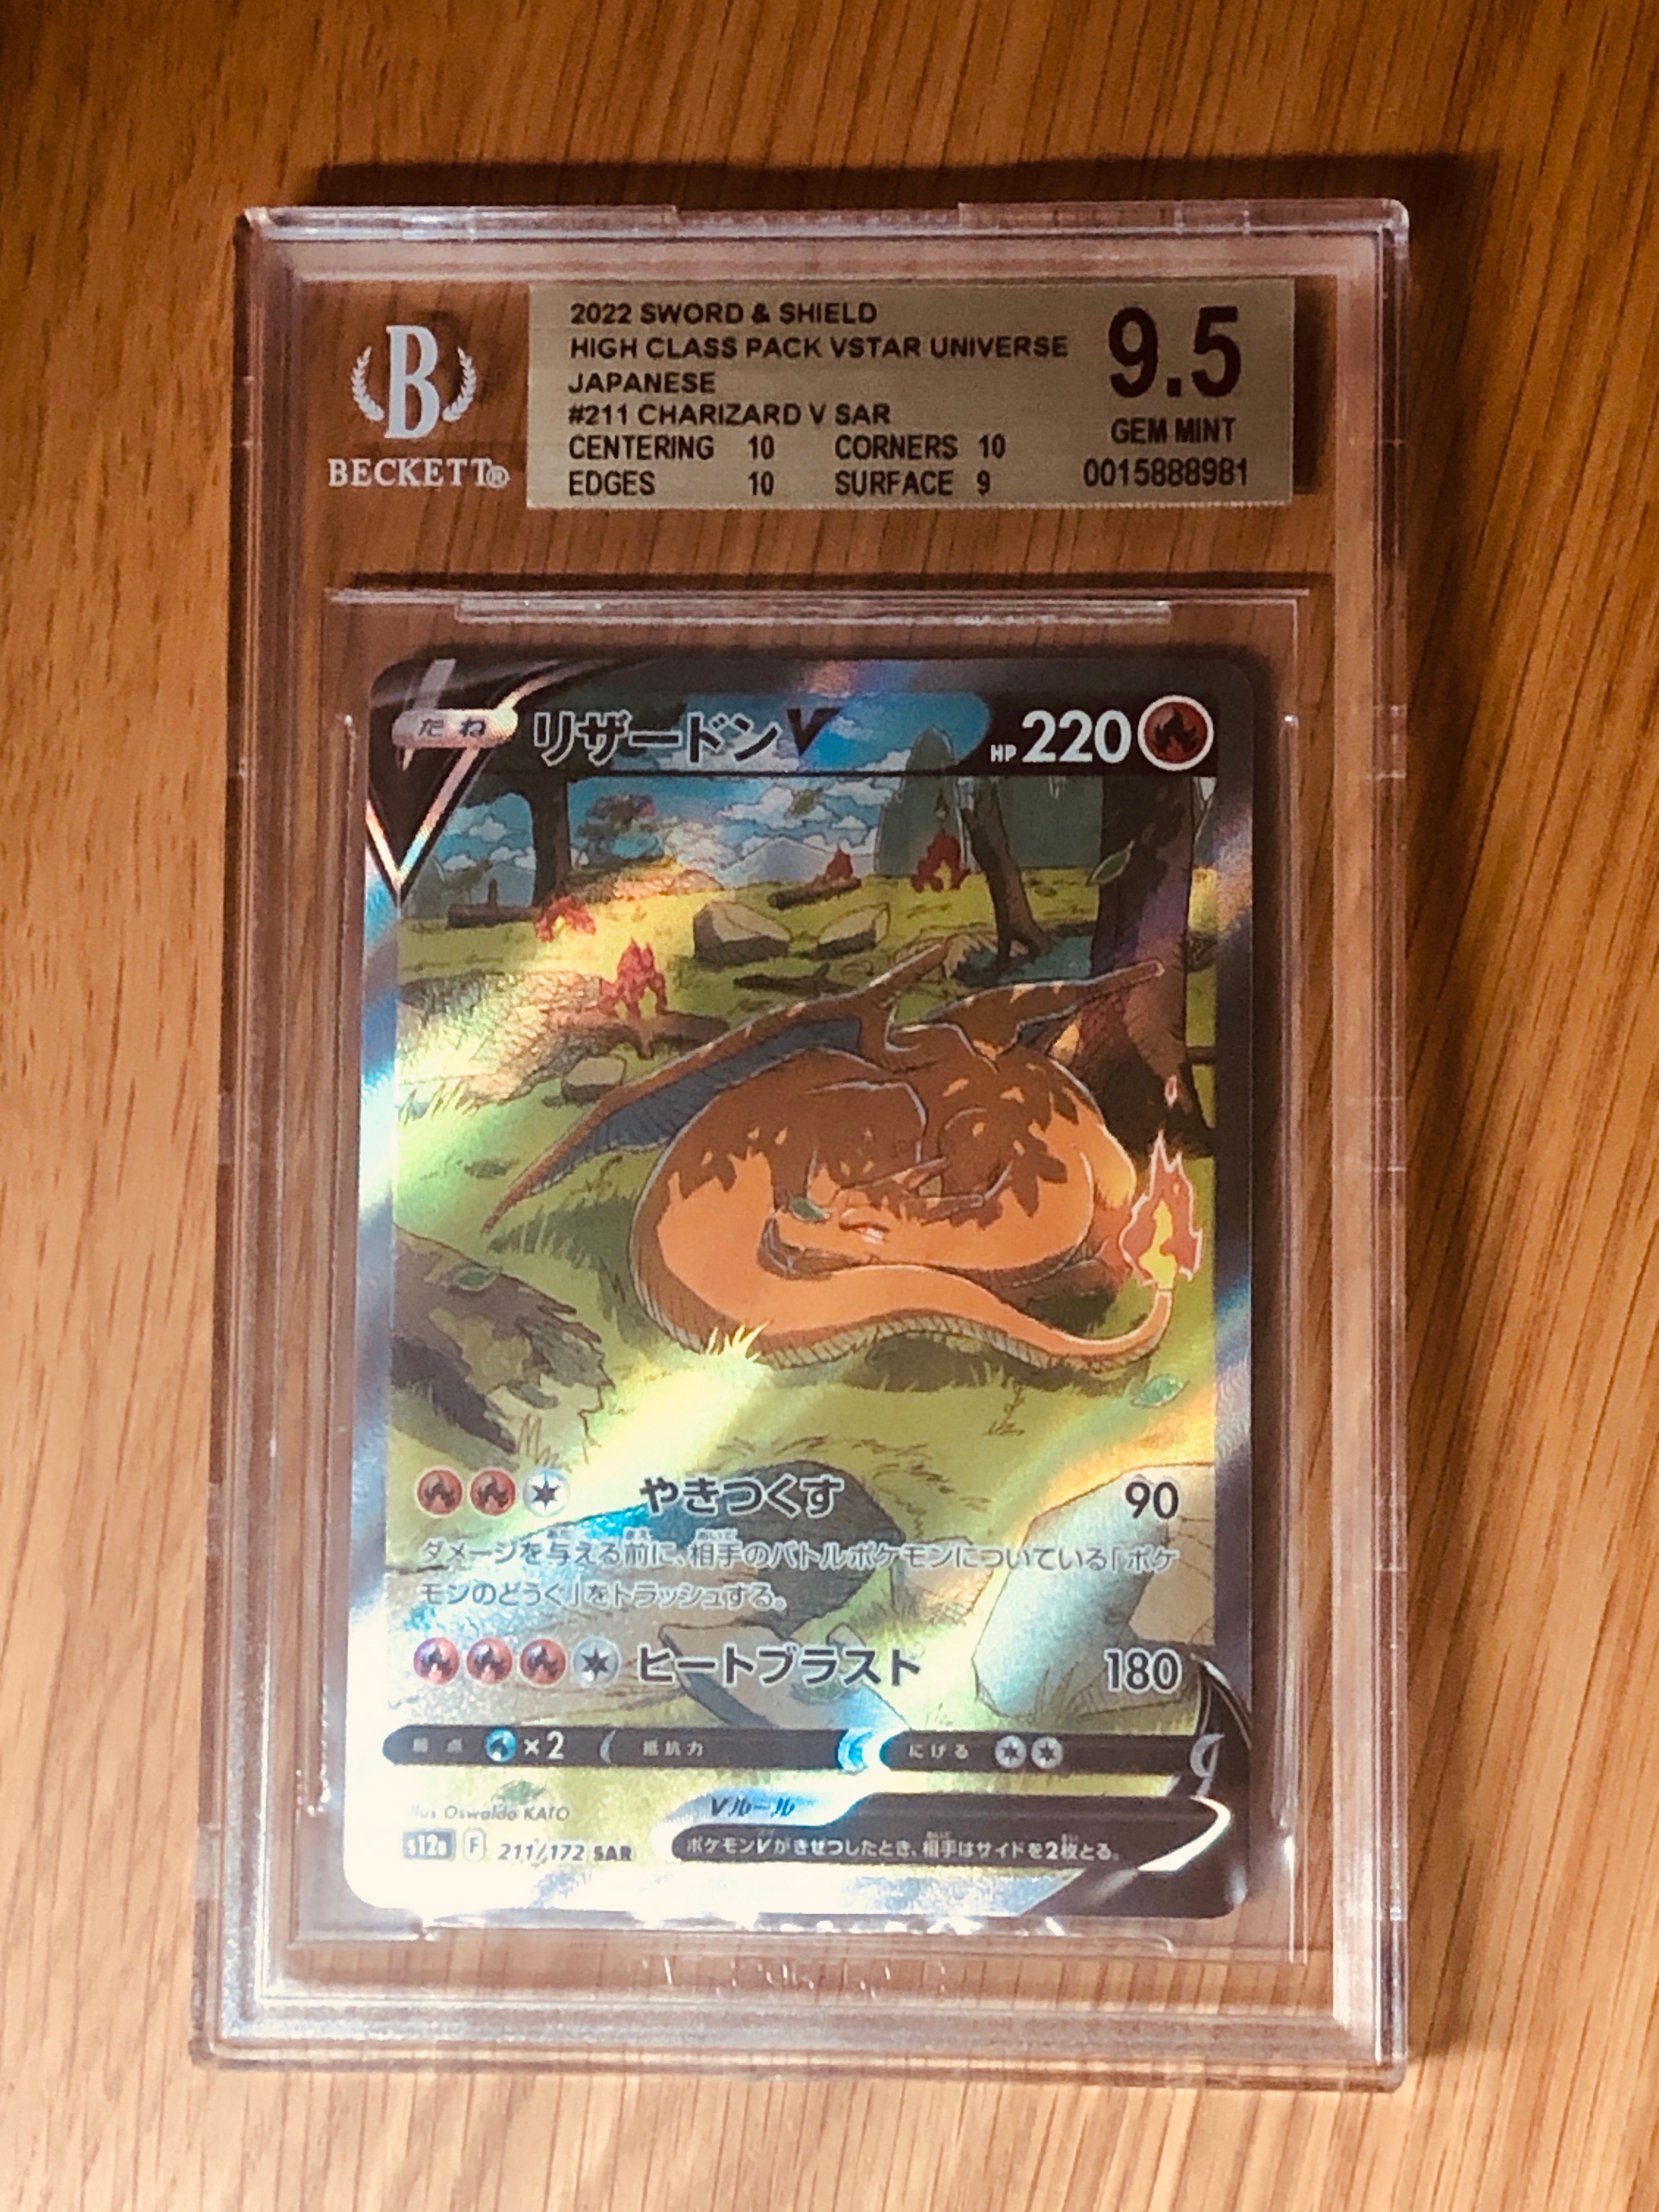 B
BECKETT®
2022 SWORD & SHIELD
HIGH CLASS PACK VSTAR UNIVERSE
JAPANESE
#211 CHARIZARD V SAR
CENTERING 10 CORNERS 10
EDGES 10 SURFACE 9
9.5
GEM MINT
0015888981
たね リザードンV HP220
やきつくす 90
ダメージを与える前に、相手のバトルポケモンについている「ポケ
モンのどうぐ」をトラッシュする。
ヒートブラスト 180
弱点 ×2 抵抗力 にげる
Illus. Oswaldo KATO
Vルール
s12a F 211/172 SAR
ポケモンVがきぜつしたとき、相手はサイドを2枚とる。